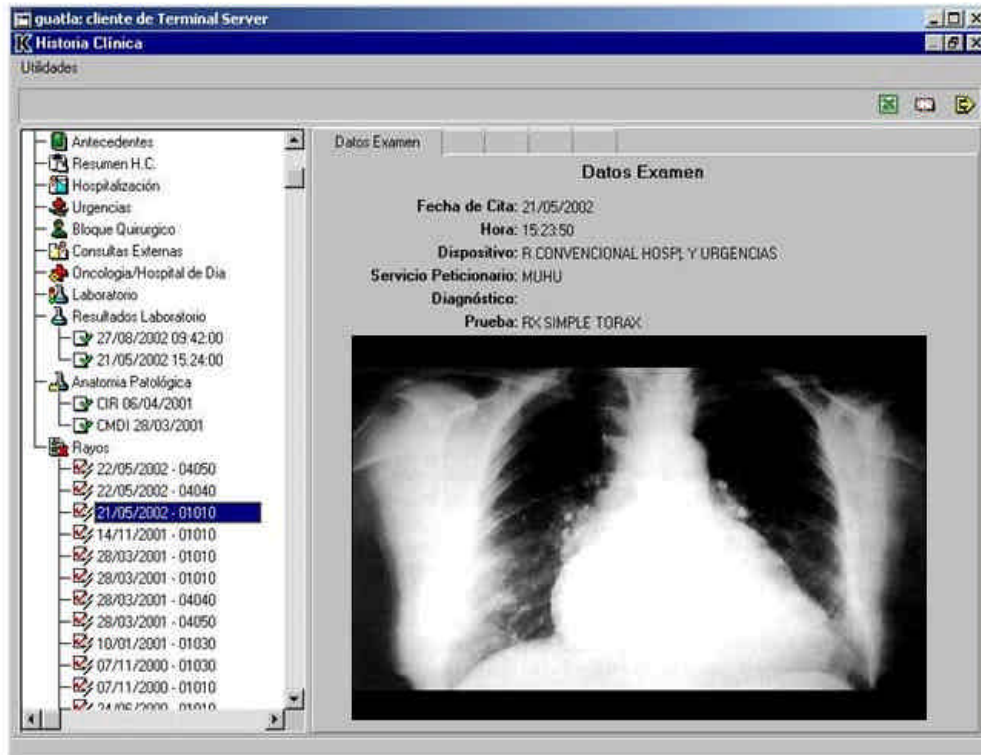 guatla: cliente de Terminal Server
Historia Clínica
Utilidades
Antecedentes
Resumen H.C.
Hospitalización
Urgencias
Bloque Quirurgico
Consultas Externas
Oncologia/Hospital de Dia
Laboratorio
Resultados Laboratorio
27/08/2002 09:42:00
21/05/2002 15:24:00
Anatomia Patológica
CIR 06/04/2001
CMDI 28/03/2001
Rayos
22/05/2002 - 04050
22/05/2002 - 04040
21/05/2002 - 01010
14/11/2001 - 01010
28/03/2001 - 01010
28/03/2001 - 01010
28/03/2001 - 04040
28/03/2001 - 04050
10/01/2001 - 01030
07/11/2000 - 01030
07/11/2000 - 01010
Datos Examen
Datos Examen
Fecha de Cita: 21/05/2002
Hora: 15:23:50
Dispositivo: R.CONVENCIONAL HOSPI, Y URGENCIAS
Servicio Peticionario: MUHU
Diagnóstico:
Prueba: RX SIMPLE TORAX